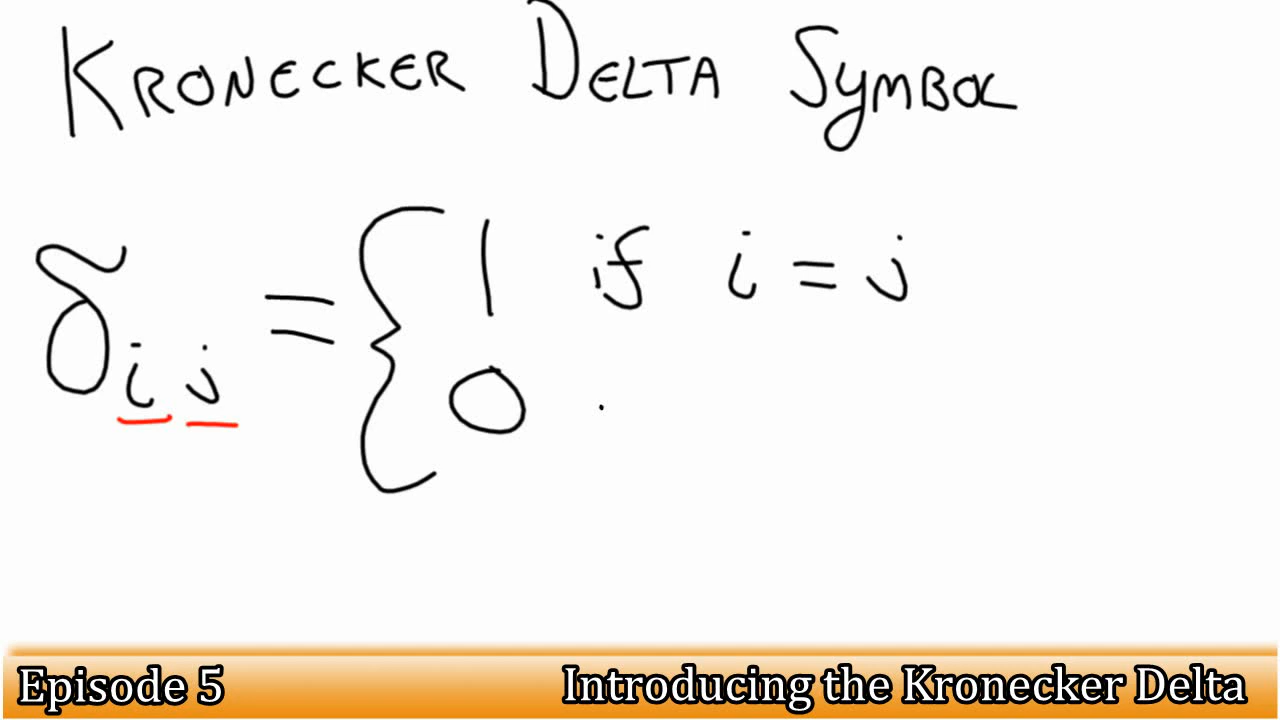 KRONECKER DELTA SYMBOL
δij = { 1 if i = j
0 .
Episode 5
Introducing the Kronecker Delta